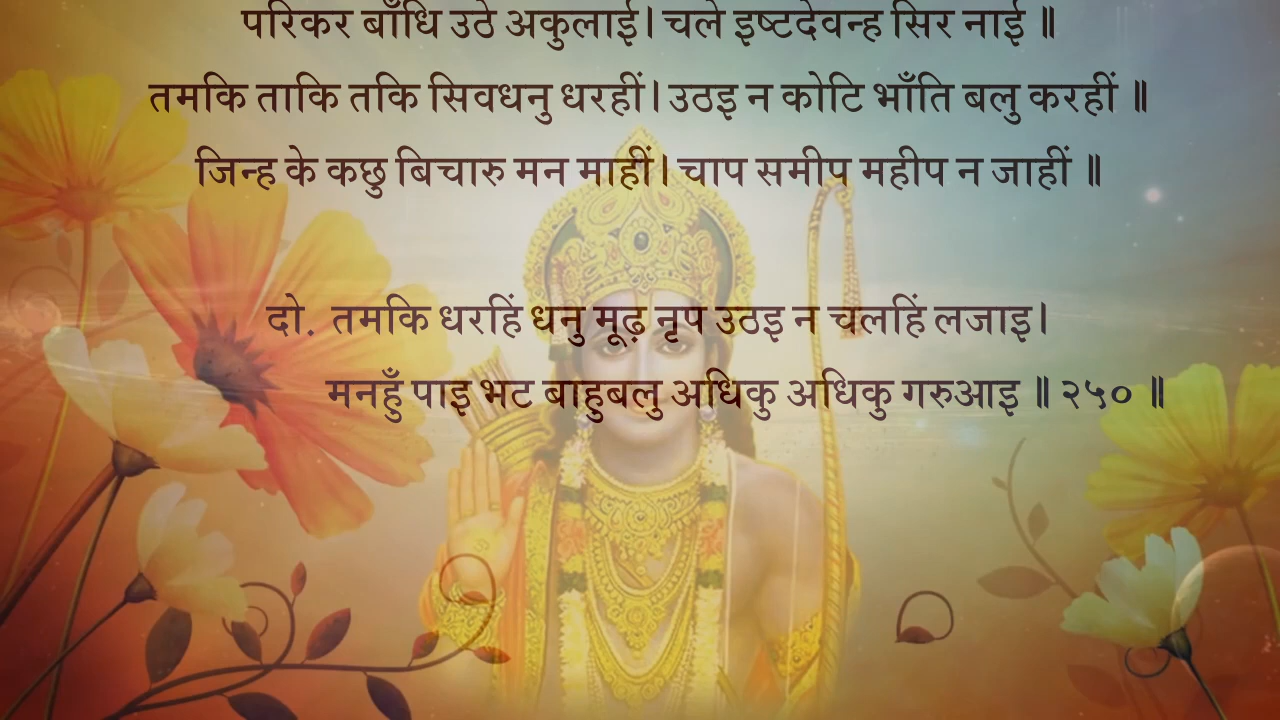 परिकर बाँधि उठे अकुलाई। चले इष्टदेवन्ह सिर नाई ॥
तमकि ताकि तकि सिवधनु धरहीं। उठइ न कोटि भाँति बलु करहीं ॥
जिन्ह के कछु बिचारु मन माहीं। चाप समीप महीप न जाहीं ॥
दो. तमकि धरहिं धनु मूढ़ नृप उठइ न चलहिं लजाइ।
मनहुँ पाइ भट बाहुबलु अधिकु अधिकु गरुआइ ॥ २५० ॥